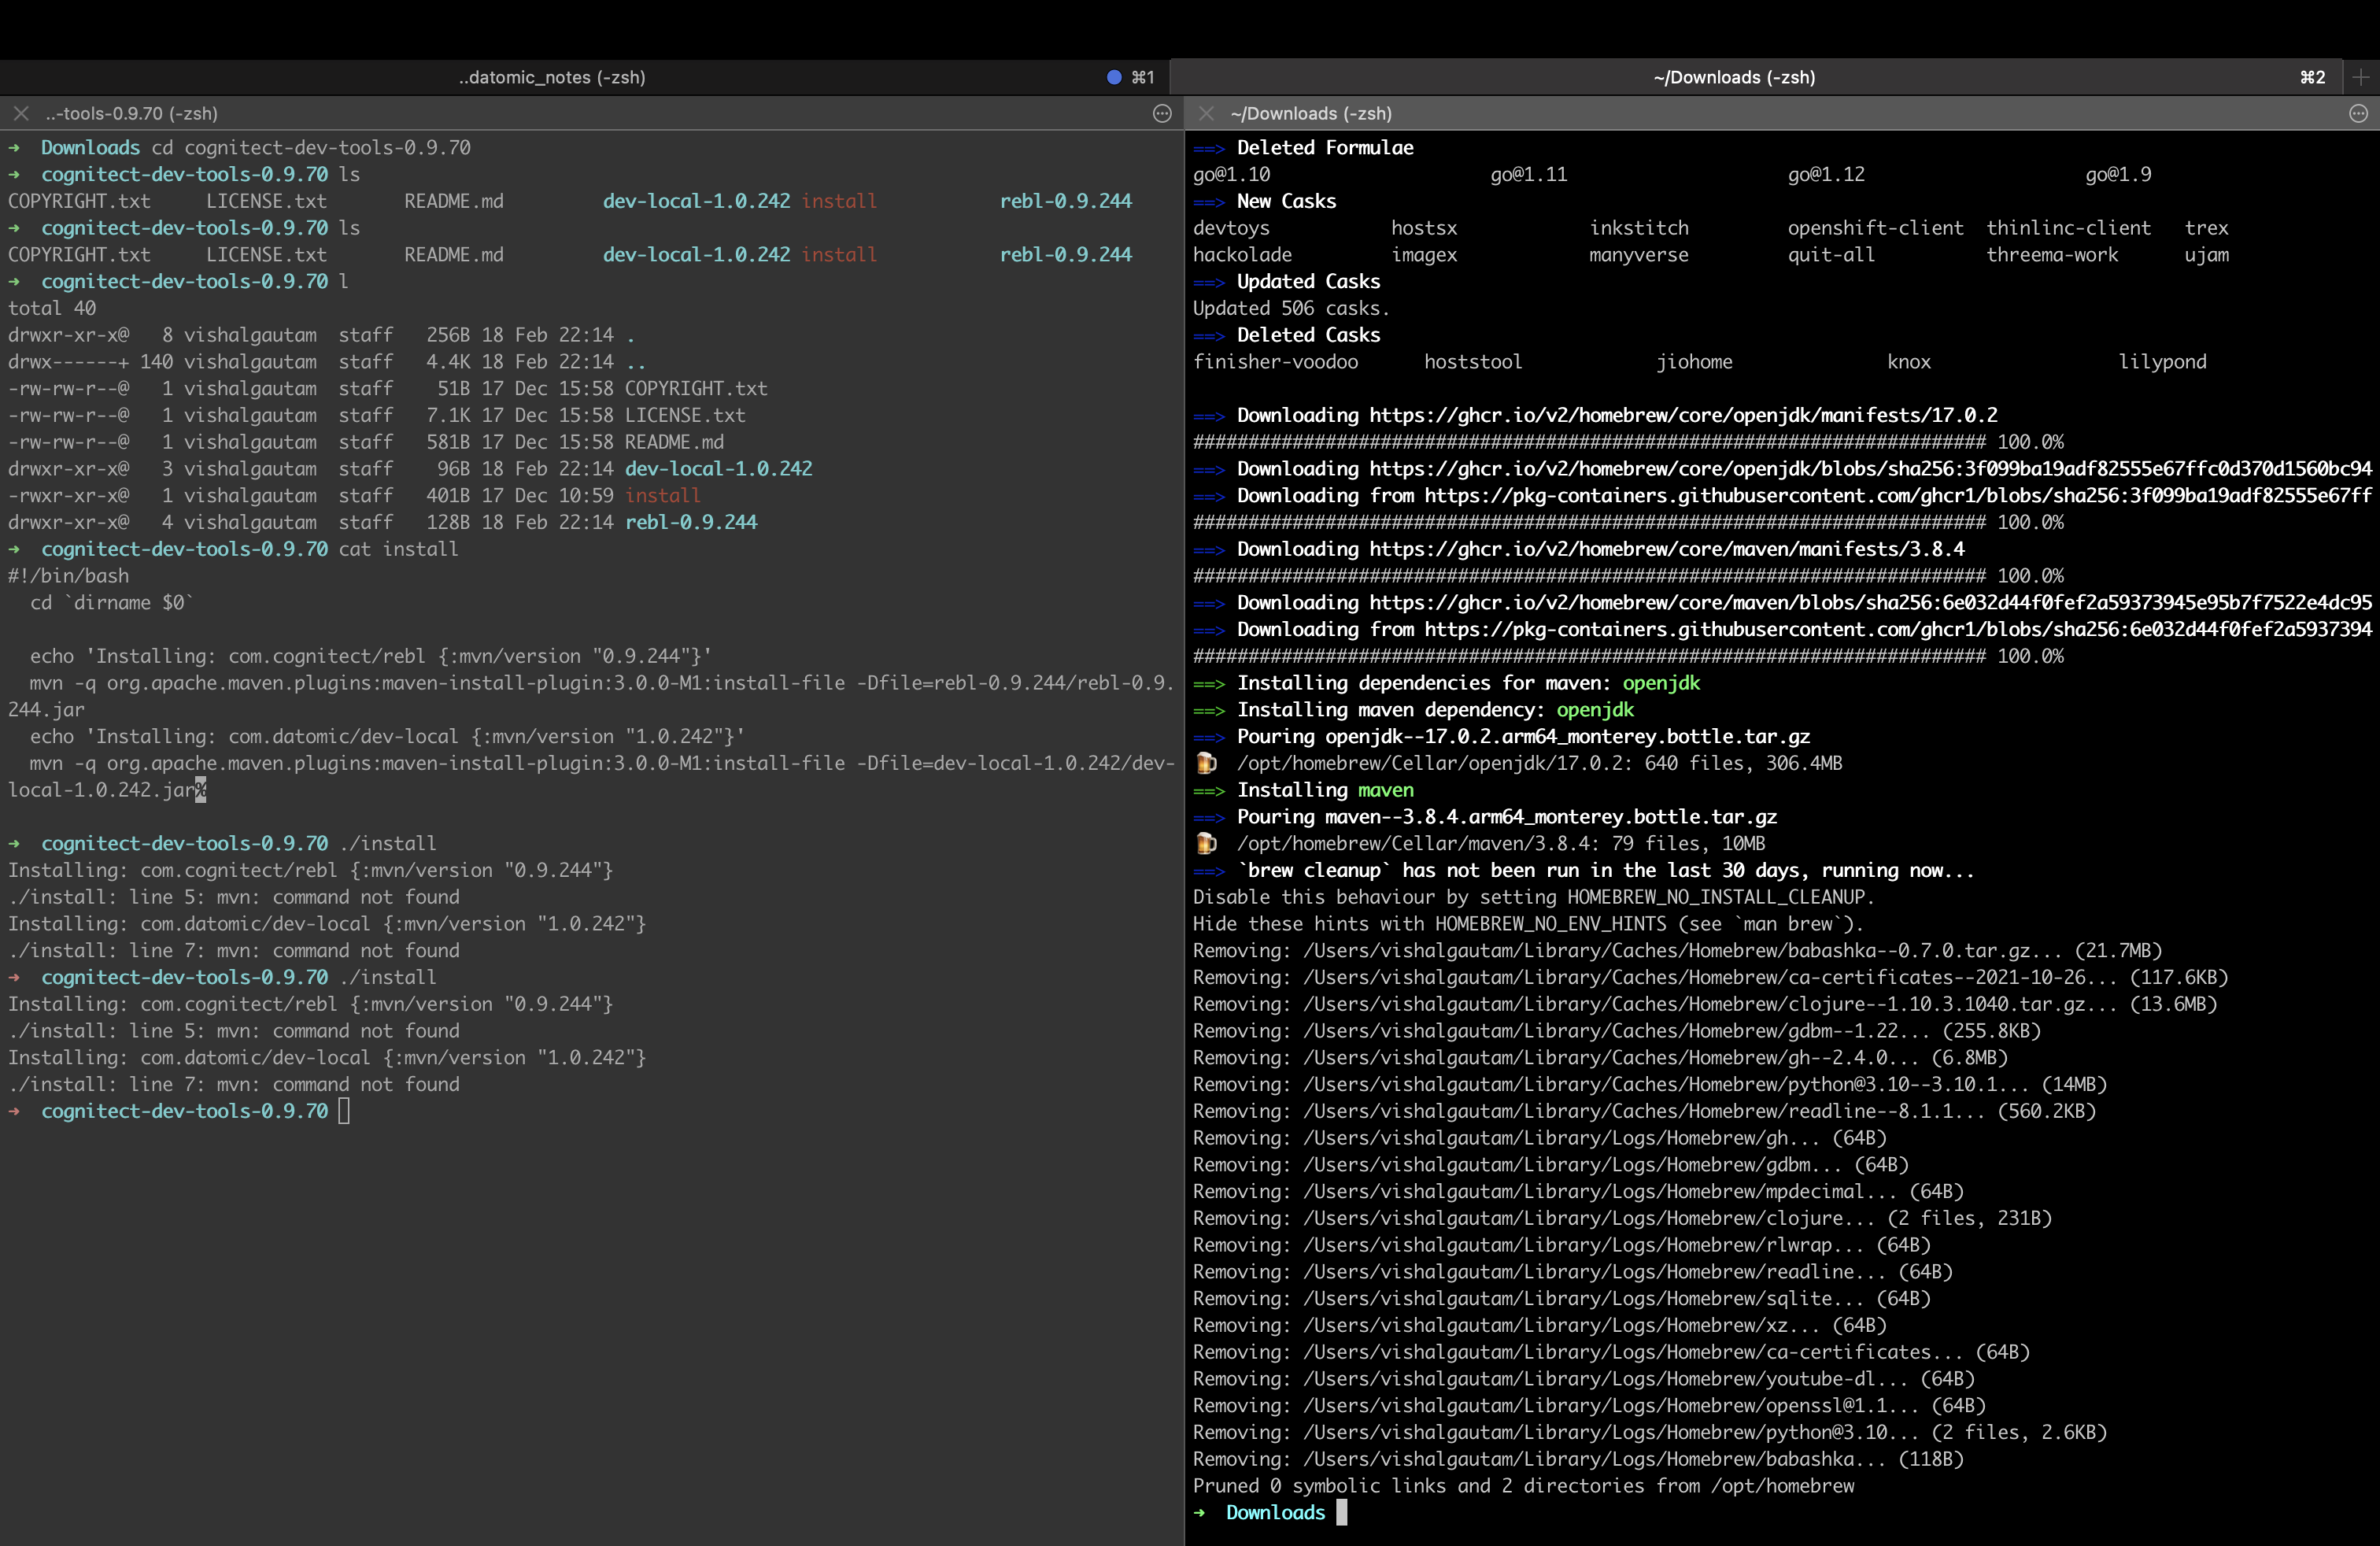 ..datomic_notes (-zsh) ⌘1 ~/Downloads (-zsh) ⌘2
..-tools-0.9.70 (-zsh)
➜  Downloads cd cognitect-dev-tools-0.9.70
➜  cognitect-dev-tools-0.9.70 ls
COPYRIGHT.txt     LICENSE.txt       README.md         dev-local-1.0.242 install           rebl-0.9.244
➜  cognitect-dev-tools-0.9.70 ls
COPYRIGHT.txt     LICENSE.txt       README.md         dev-local-1.0.242 install           rebl-0.9.244
➜  cognitect-dev-tools-0.9.70 l
total 40
drwxr-xr-x@   8 vishalgautam  staff   256B 18 Feb 22:14 .
drwx------+ 140 vishalgautam  staff   4.4K 18 Feb 22:14 ..
-rw-rw-r--@   1 vishalgautam  staff    51B 17 Dec 15:58 COPYRIGHT.txt
-rw-rw-r--@   1 vishalgautam  staff   7.1K 17 Dec 15:58 LICENSE.txt
-rw-rw-r--@   1 vishalgautam  staff   581B 17 Dec 15:58 README.md
drwxr-xr-x@   3 vishalgautam  staff    96B 18 Feb 22:14 dev-local-1.0.242
-rwxr-xr-x@   1 vishalgautam  staff   401B 17 Dec 10:59 install
drwxr-xr-x@   4 vishalgautam  staff   128B 18 Feb 22:14 rebl-0.9.244
➜  cognitect-dev-tools-0.9.70 cat install
#!/bin/bash
  cd `dirname $0`
  echo 'Installing: com.cognitect/rebl {:mvn/version "0.9.244"}'
  mvn -q org.apache.maven.plugins:maven-install-plugin:3.0.0-M1:install-file -Dfile=rebl-0.9.244/rebl-0.9.
244.jar
  echo 'Installing: com.datomic/dev-local {:mvn/version "1.0.242"}'
  mvn -q org.apache.maven.plugins:maven-install-plugin:3.0.0-M1:install-file -Dfile=dev-local-1.0.242/dev-
local-1.0.242.jar%
➜  cognitect-dev-tools-0.9.70 ./install
Installing: com.cognitect/rebl {:mvn/version "0.9.244"}
./install: line 5: mvn: command not found
Installing: com.datomic/dev-local {:mvn/version "1.0.242"}
./install: line 7: mvn: command not found
➜  cognitect-dev-tools-0.9.70 ./install
Installing: com.cognitect/rebl {:mvn/version "0.9.244"}
./install: line 5: mvn: command not found
Installing: com.datomic/dev-local {:mvn/version "1.0.242"}
./install: line 7: mvn: command not found
➜  cognitect-dev-tools-0.9.70
~/Downloads (-zsh)
==> Deleted Formulae
go@1.10                    go@1.11                    go@1.12                    go@1.9
==> New Casks
devtoys           hostsx            inkstitch         openshift-client  thinlinc-client   trex
hackolade         imagex            manyverse         quit-all          threema-work      ujam
==> Updated Casks
Updated 506 casks.
==> Deleted Casks
finisher-voodoo      hoststool            jiohome              knox                 lilypond
==> Downloading https://ghcr.io/v2/homebrew/core/openjdk/manifests/17.0.2
######################################################################## 100.0%
==> Downloading https://ghcr.io/v2/homebrew/core/openjdk/blobs/sha256:3f099ba19adf82555e67ffc0d370d1560bc94
==> Downloading from https://pkg-containers.githubusercontent.com/ghcr1/blobs/sha256:3f099ba19adf82555e67ff
######################################################################## 100.0%
==> Downloading https://ghcr.io/v2/homebrew/core/maven/manifests/3.8.4
######################################################################## 100.0%
==> Downloading https://ghcr.io/v2/homebrew/core/maven/blobs/sha256:6e032d44f0fef2a59373945e95b7f7522e4dc95
==> Downloading from https://pkg-containers.githubusercontent.com/ghcr1/blobs/sha256:6e032d44f0fef2a5937394
######################################################################## 100.0%
==> Installing dependencies for maven: openjdk
==> Installing maven dependency: openjdk
==> Pouring openjdk--17.0.2.arm64_monterey.bottle.tar.gz
🍺  /opt/homebrew/Cellar/openjdk/17.0.2: 640 files, 306.4MB
==> Installing maven
==> Pouring maven--3.8.4.arm64_monterey.bottle.tar.gz
🍺  /opt/homebrew/Cellar/maven/3.8.4: 79 files, 10MB
==> `brew cleanup` has not been run in the last 30 days, running now...
Disable this behaviour by setting HOMEBREW_NO_INSTALL_CLEANUP.
Hide these hints with HOMEBREW_NO_ENV_HINTS (see `man brew`).
Removing: /Users/vishalgautam/Library/Caches/Homebrew/babashka--0.7.0.tar.gz... (21.7MB)
Removing: /Users/vishalgautam/Library/Caches/Homebrew/ca-certificates--2021-10-26... (117.6KB)
Removing: /Users/vishalgautam/Library/Caches/Homebrew/clojure--1.10.3.1040.tar.gz... (13.6MB)
Removing: /Users/vishalgautam/Library/Caches/Homebrew/gdbm--1.22... (255.8KB)
Removing: /Users/vishalgautam/Library/Caches/Homebrew/gh--2.4.0... (6.8MB)
Removing: /Users/vishalgautam/Library/Caches/Homebrew/python@3.10--3.10.1... (14MB)
Removing: /Users/vishalgautam/Library/Caches/Homebrew/readline--8.1.1... (560.2KB)
Removing: /Users/vishalgautam/Library/Logs/Homebrew/gh... (64B)
Removing: /Users/vishalgautam/Library/Logs/Homebrew/gdbm... (64B)
Removing: /Users/vishalgautam/Library/Logs/Homebrew/mpdecimal... (64B)
Removing: /Users/vishalgautam/Library/Logs/Homebrew/clojure... (2 files, 231B)
Removing: /Users/vishalgautam/Library/Logs/Homebrew/rlwrap... (64B)
Removing: /Users/vishalgautam/Library/Logs/Homebrew/readline... (64B)
Removing: /Users/vishalgautam/Library/Logs/Homebrew/sqlite... (64B)
Removing: /Users/vishalgautam/Library/Logs/Homebrew/xz... (64B)
Removing: /Users/vishalgautam/Library/Logs/Homebrew/ca-certificates... (64B)
Removing: /Users/vishalgautam/Library/Logs/Homebrew/youtube-dl... (64B)
Removing: /Users/vishalgautam/Library/Logs/Homebrew/openssl@1.1... (64B)
Removing: /Users/vishalgautam/Library/Logs/Homebrew/python@3.10... (2 files, 2.6KB)
Removing: /Users/vishalgautam/Library/Logs/Homebrew/babashka... (118B)
Pruned 0 symbolic links and 2 directories from /opt/homebrew
➜  Downloads